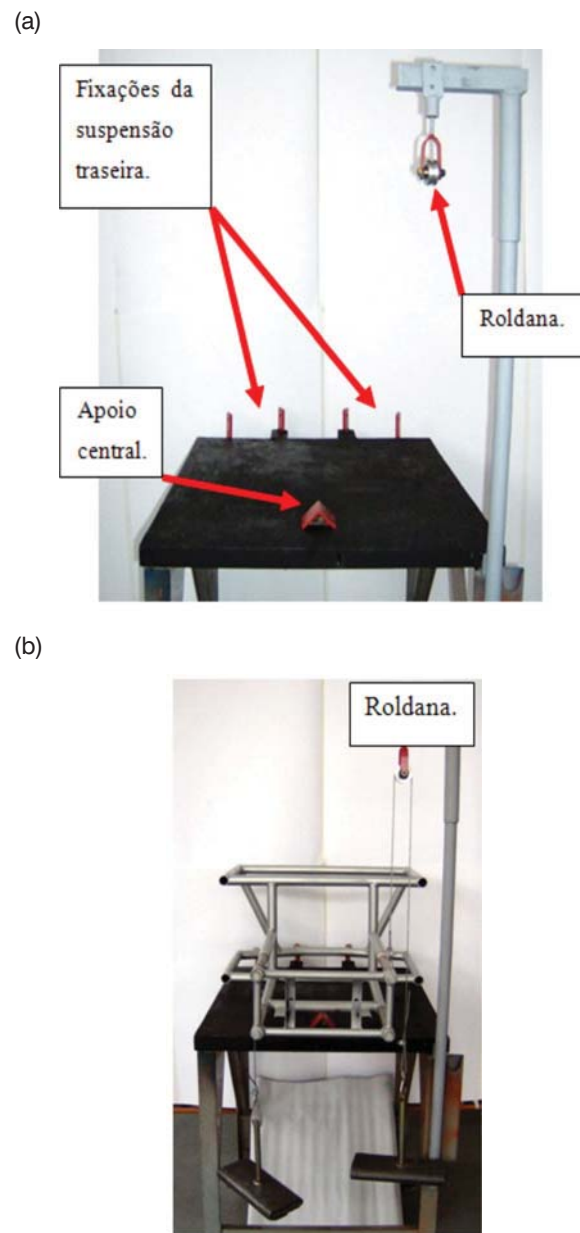 (a)
Fixações da
suspensão
traseira.
Roldana.
Apoio
central.
(b)
Roldana.